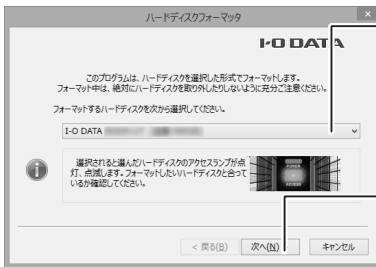 ハードディスクフォーマッタ
I-O DATA
このプログラムは、ハードディスクを選択した形式でフォーマットします。
フォーマット中は、絶対にハードディスクを取り外したりしないように充分ご注意ください。
フォーマットするハードディスクを次から選択してください。
I-O DATA
選択されると選んだハードディスクのアクセスランプが点
灯、点滅します。フォーマットしたいハードディスクと合って
いるか確認してください。
POWER
ACCESS
< 戻る(B)
次へ(N)
キャンセル